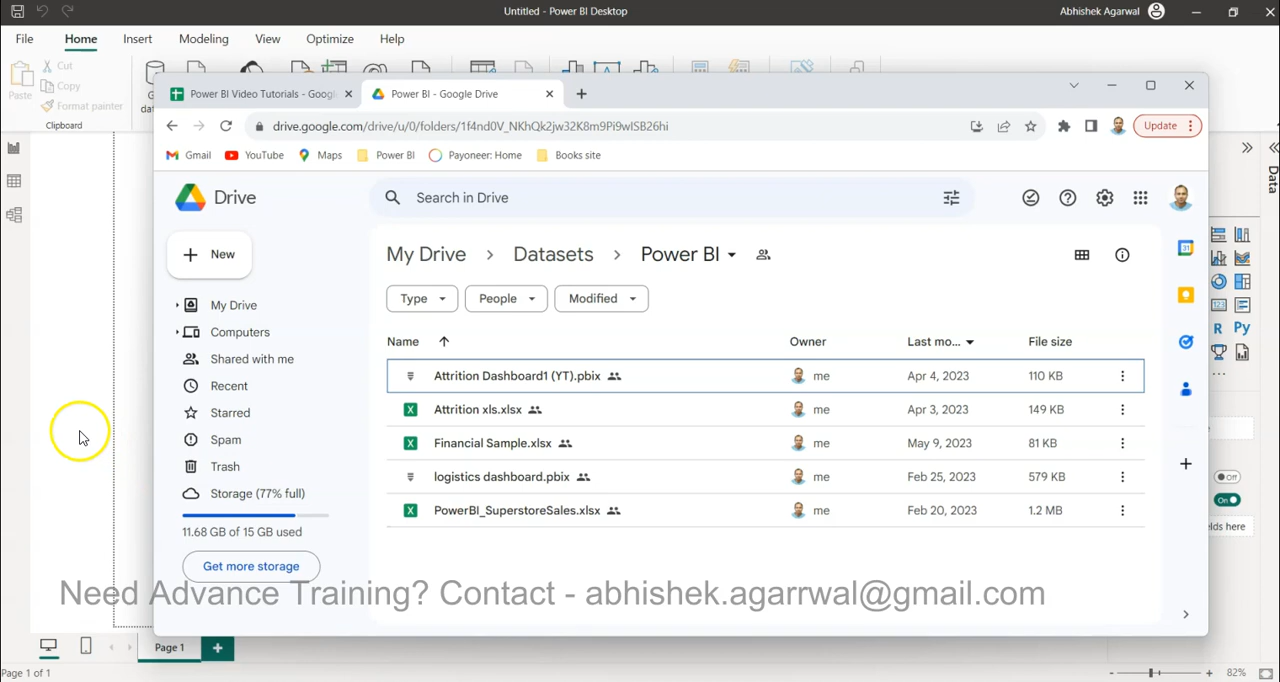 Untitled - Power BI Desktop
Abhishek Agarwal
File Home Insert Modeling View Optimize Help
Cut
Paste
Copy
Format painter
Clipboard
Power BI Video Tutorials - Goog
Power BI - Google Drive
drive.google.com/drive/u/0/folders/1f4nd0V_NKhQk2jw32K8m9Pi9wISB26hi
Update
Gmail YouTube Maps Power BI Payoneer: Home Books site
Data
Drive
Search in Drive
New
My Drive > Datasets > Power BI
Type People Modified
My Drive
Computers
Shared with me
Recent
Starred
Spam
Trash
Storage (77% full)
11.68 GB of 15 GB used
Get more storage
Name Owner Last mo... File size
Attrition Dashboard1 (YT).pbix me Apr 4, 2023 110 KB
Attrition xls.xlsx me Apr 3, 2023 149 KB
Financial Sample.xlsx me May 9, 2023 81 KB
logistics dashboard.pbix me Feb 25, 2023 579 KB
PowerBI_SuperstoreSales.xlsx me Feb 20, 2023 1.2 MB
31
123
R Py
...
Off
On
elds here
Need Advance Training? Contact - abhishek.agarrwal@gmail.com
Page 1
Page 1 of 1
82%